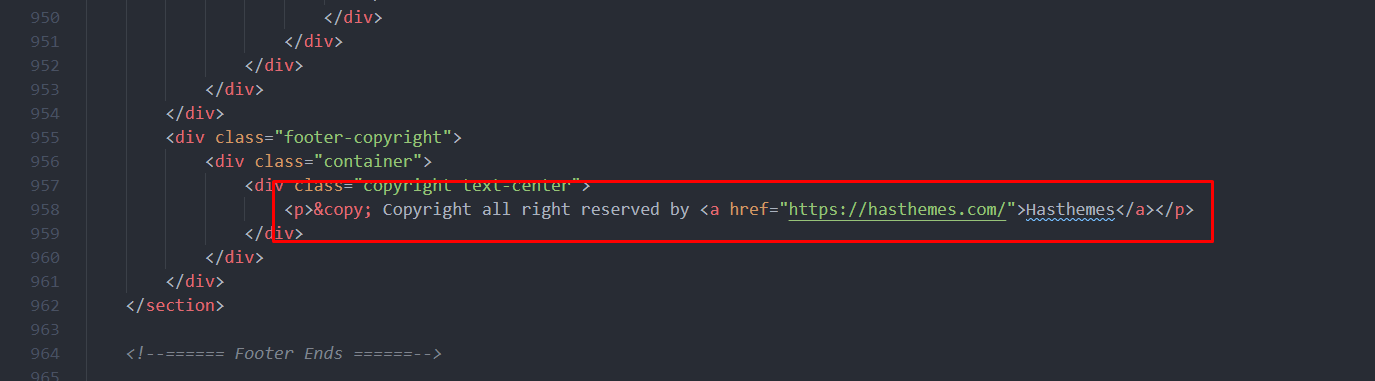 950 </div>
951 </div>
952 </div>
953 </div>
954 </div>
955 <div class="footer-copyright">
956 <div class="container">
957 <div class="copyright text-center">
958 <p>&copy; Copyright all right reserved by <a href="https://hasthemes.com/">Hasthemes</a></p>
959 </div>
960 </div>
961 </div>
962 </section>
963
964 <!--====== Footer Ends ======-->
965